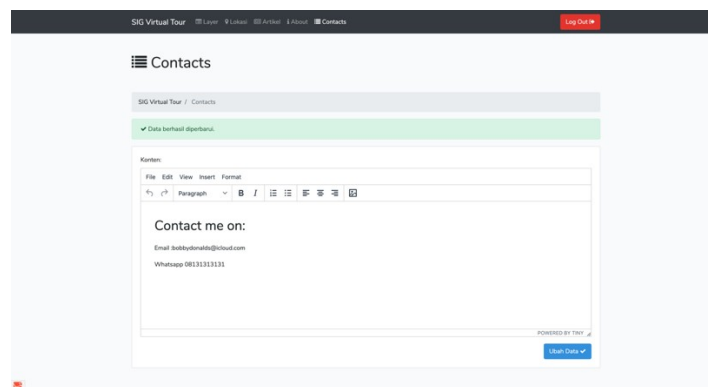 SIG Virtual Tour Layer Lokasi Artikel About Contacts Log Out
Contacts
SIG Virtual Tour / Contacts
Data berhasil diperbarui.
Konten:
File Edit View Insert Format
Paragraph B I
Contact me on:
Email :bobbydonalds@icloud.com
Whatsapp 08131313131
POWERED BY TINY
Ubah Data